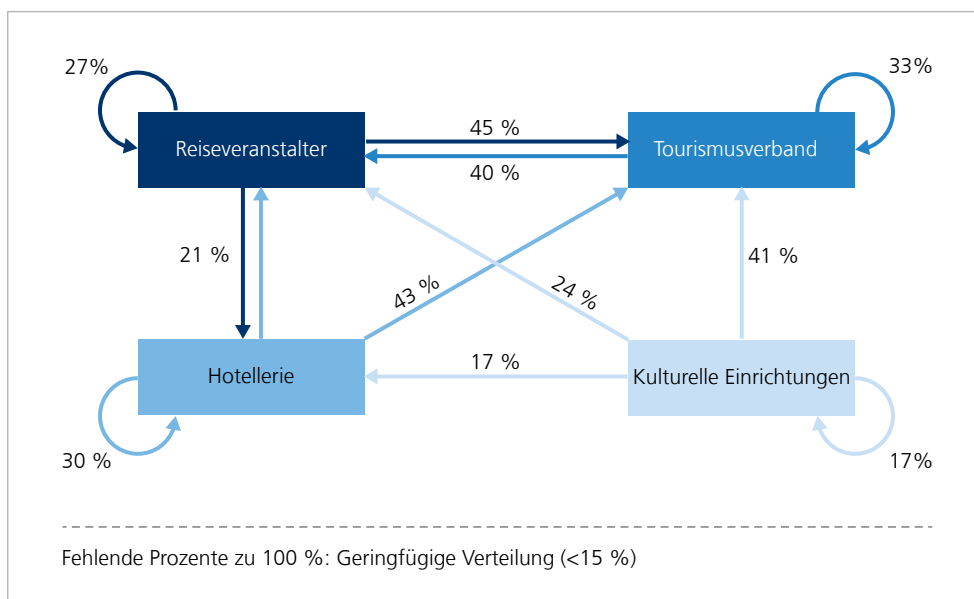 27%
33%
Reiseveranstalter
45 %
Tourismusverband
40 %
21 %
43 %
24 %
41 %
Hotellerie
17 %
Kulturelle Einrichtungen
30 %
17%
Fehlende Prozente zu 100 %: Geringfügige Verteilung (<15 %)